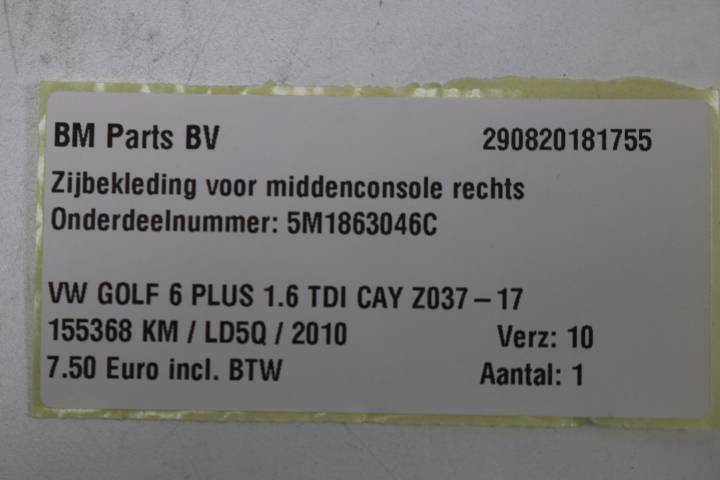 BM Parts BV 290820181755
Zijbekleding voor middenconsole rechts
Onderdeelnummer: 5M1863046C
VW GOLF 6 PLUS 1.6 TDI CAY Z037 – 17
155368 KM / LD5Q / 2010 Verz: 10
7.50 Euro incl. BTW Aantal: 1